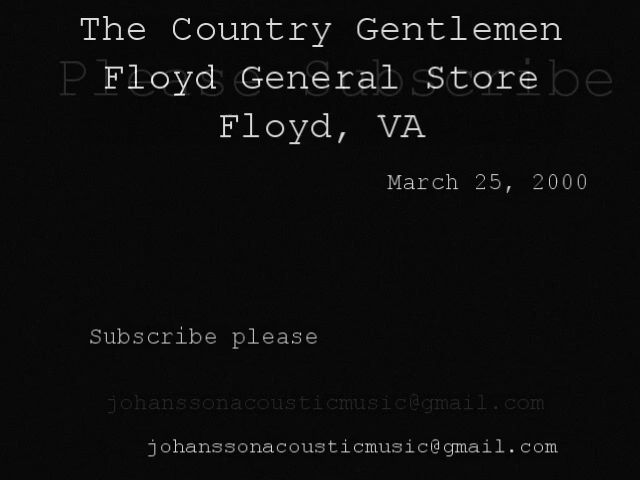 The Country Gentlemen
Please Subscribe
Floyd General Store
Floyd, VA
March 25, 2000
Subscribe please
johanssonacousticmusic@gmail.com
johanssonacousticmusic@gmail.com